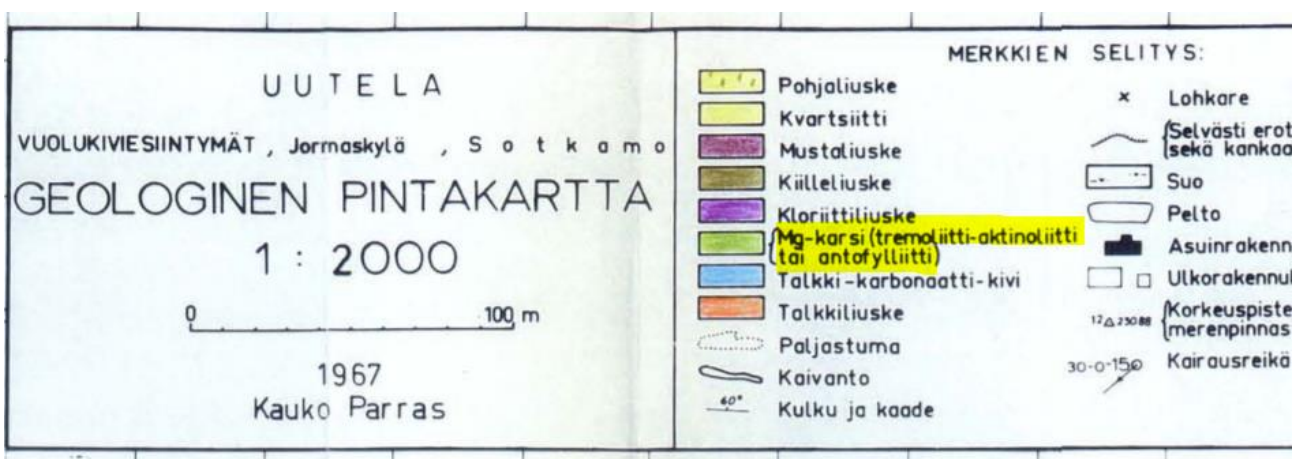 UUTELA
VUOLUKIVIESIINTYMÄT, Jormaskylä, Sotkamo
GEOLOGINEN PINTAKARTTA
1 : 2000
0 100 m
1967
Kauko Parras
MERKKIEN SELITYS:
Pohjaliuske
Kvartsiitti
Mustaliuske
Kiilleliuske
Kloriittiliuske
Mg-karsi (tremoliitti-aktinoliitti
tai antofylliitti)
Talkki-karbonaatti-kivi
Talkkiliuske
Paljastuma
Kaivanto
60° Kulku ja kaade
x Lohkare
Selvästi erot
sekä kankaa
Suo
Pelto
Asuinrakenn
Ulkorakennuk
Korkeuspiste
merenpinnas
30-0-150 Kairausreikä